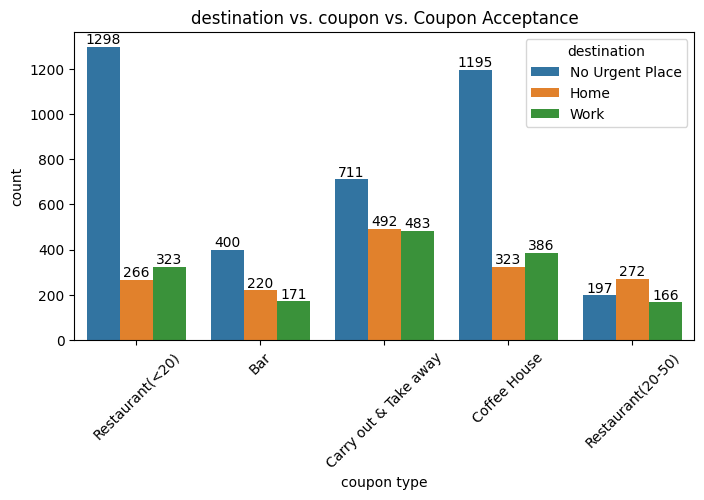 destination vs. coupon vs. Coupon Acceptance
destination
No Urgent Place
Home
Work
count
1200
1000
800
600
400
200
0
1298
266
323
400
220
171
711
492
483
1195
323
386
197
272
166
Restaurant(<20)
Bar
Carry out & Take away
Coffee House
Restaurant(20-50)
coupon type